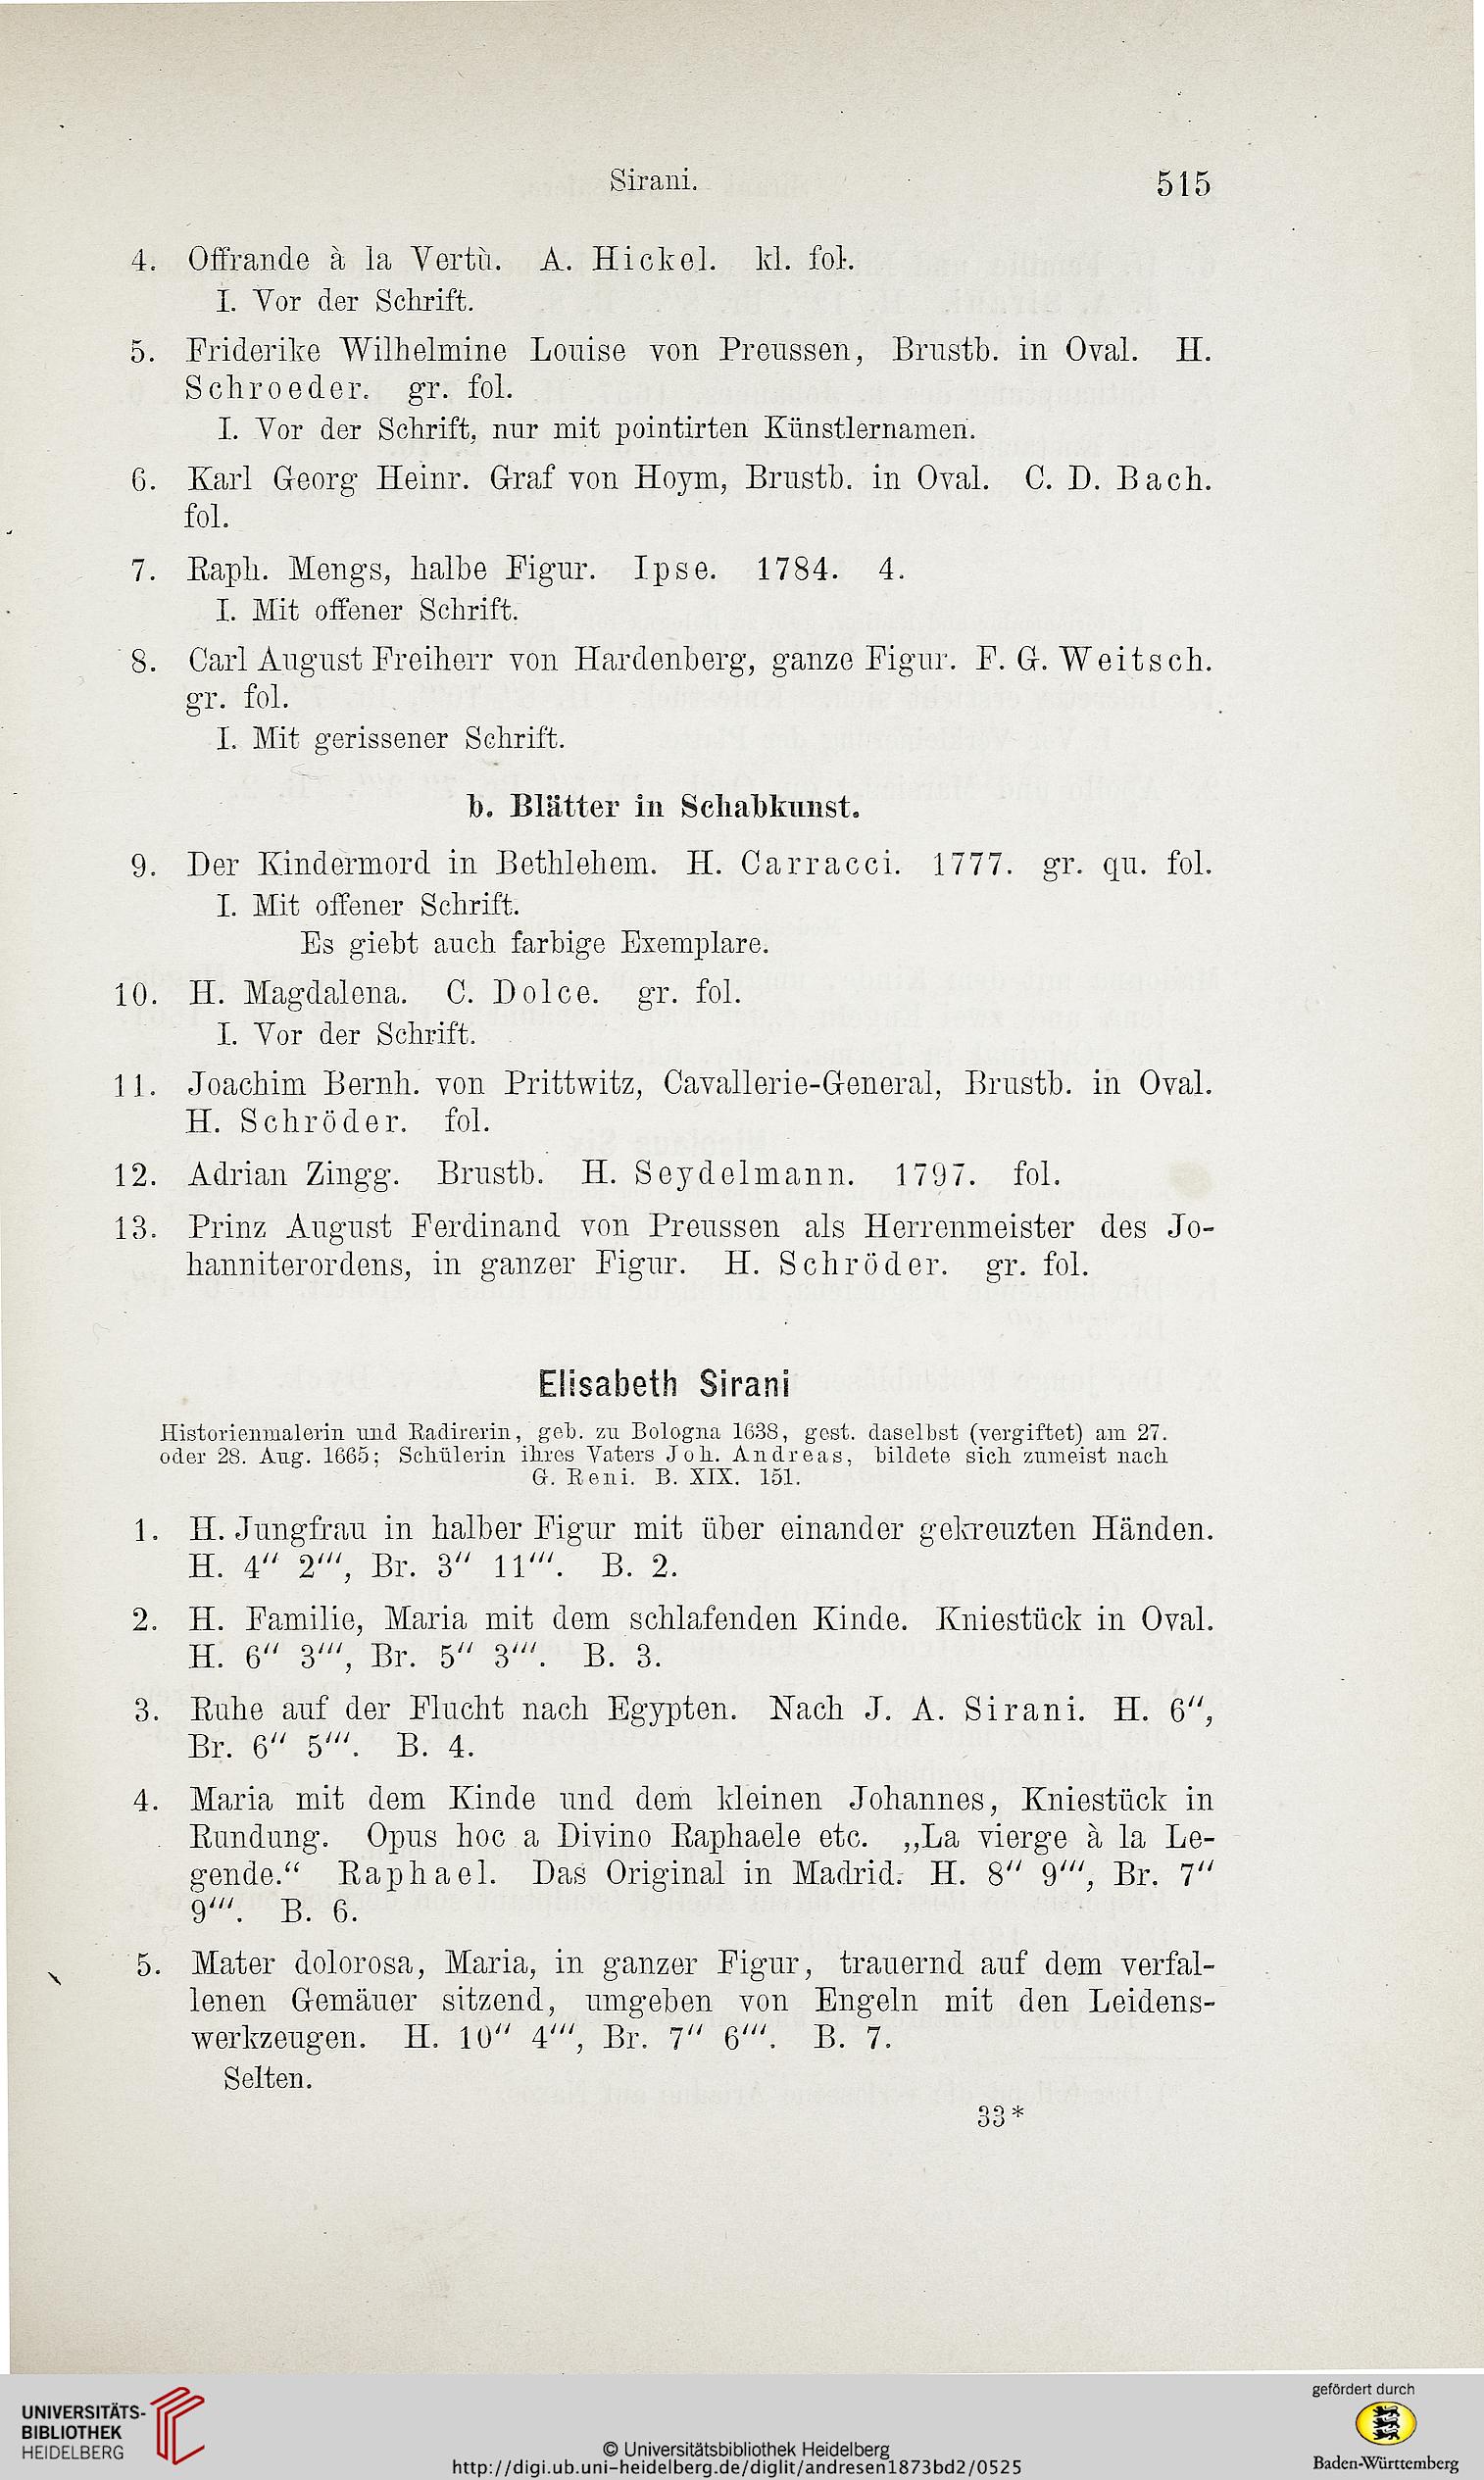 Sirani. 515
4. Offrande à la Vertù. A. Hickel. kl. fol.
I. Vor der Schrift.
5. Friderike Wilhelmine Louise von Preussen, Brustb. in Oval. H.
Schroeder. gr. fol.
I. Vor der Schrift, nur mit pointirten Künstlernamen.
6. Karl Georg Heinr. Graf von Hoym, Brustb. in Oval. C. D. Bach.
fol.
7. Raph. Mengs, halbe Figur. Ipse. 1784. 4.
I. Mit offener Schrift.
8. Carl August Freiherr von Hardenberg, ganze Figur. F. G. Weitsch.
gr. fol.
I. Mit gerissener Schrift.
b. Blätter in Schabkunst.
9. Der Kindermord in Bethlehem. H. Carracci. 1777. gr. qu. fol.
I. Mit offener Schrift.
Es giebt auch farbige Exemplare.
10. H. Magdalena. C. Dolce. gr. fol.
I. Vor der Schrift.
11. Joachim Bernh. von Prittwitz, Cavallerie-General, Brustb. in Oval.
H. Schröder. fol.
12. Adrian Zingg. Brustb. H. Seydelmann. 1797. fol.
13. Prinz August Ferdinand von Preussen als Herrenmeister des Jo-
hanniterordens, in ganzer Figur. H. Schröder. gr. fol.
Elisabeth Sirani
Historienmalerin und Radirerin, geb. zu Bologna 1638, gest. daselbst (vergiftet) am 27.
oder 28. Aug. 1665; Schülerin ihres Vaters Joh. Andreas, bildete sich zumeist nach
G. Reni. B. XIX. 151.
1. H. Jungfrau in halber Figur mit über einander gekreuzten Händen.
H. 4″ 2‴, Br. 3″ 11‴. B. 2.
2. H. Familie, Maria mit dem schlafenden Kinde. Kniestück in Oval.
H. 6″ 3‴, Br. 5″ 3‴. B. 3.
3. Ruhe auf der Flucht nach Egypten. Nach J. A. Sirani. H. 6″,
Br. 6″ 5‴. B. 4.
4. Maria mit dem Kinde und dem kleinen Johannes, Kniestück in
Rundung. Opus hoc a Divino Raphaele etc. „La vierge à la Le-
gende.“ Raphael. Das Original in Madrid. H. 8″ 9‴, Br. 7″
9‴. B. 6.
5. Mater dolorosa, Maria, in ganzer Figur, trauernd auf dem verfal-
lenen Gemäuer sitzend, umgeben von Engeln mit den Leidens-
werkzeugen. H. 10″ 4‴, Br. 7″ 6‴. B. 7.
Selten.
33*
UNIVERSITÄTS-
BIBLIOTHEK
HEIDELBERG
© Universitätsbibliothek Heidelberg
http://digi.ub.uni-heidelberg.de/diglit/andresen1873bd2/0525
gefördert durch
Baden-Württemberg